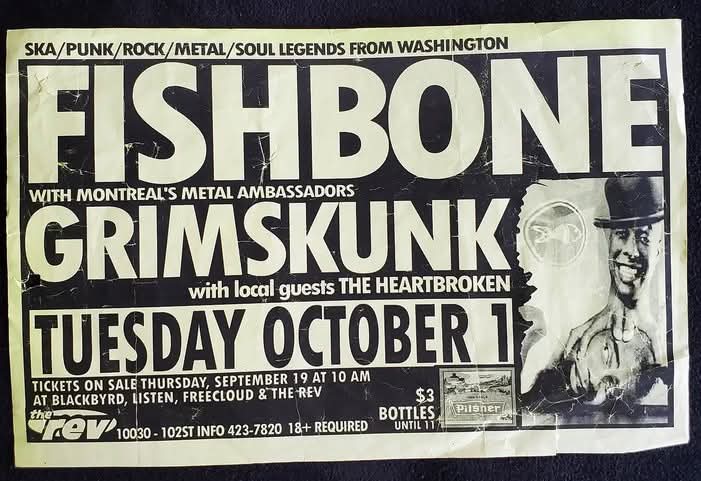 SKA/PUNK/ROCK/METAL/SOUL LEGENDS FROM WASHINGTON
FISHBONE
WITH MONTREAL'S METAL AMBASSADORS
GRIMSKUNK
with local guests THE HEARTBROKEN
TUESDAY OCTOBER 1
TICKETS ON SALE THURSDAY, SEPTEMBER 19 AT 10 AM
AT BLACKBYRD, LISTEN, FREECLOUD & THE REV
$3
BOTTLES
UNTIL 11
Pilsner
the rev 10030 - 102ST INFO 423-7820 18+ REQUIRED